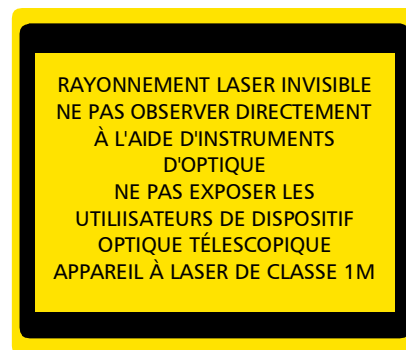 RAYONNEMENT LASER INVISIBLE
NE PAS OBSERVER DIRECTEMENT
À L'AIDE D'INSTRUMENTS
D'OPTIQUE
NE PAS EXPOSER LES
UTILIISATEURS DE DISPOSITIF
OPTIQUE TÉLESCOPIQUE
APPAREIL À LASER DE CLASSE 1M